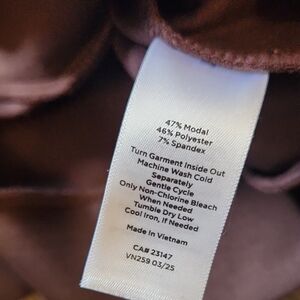 47% Modal
46% Polyester
7% Spandex
Turn Garment Inside Out
Machine Wash Cold
Separately
Gentle Cycle
Only Non-Chlorine Bleach
When Needed
Tumble Dry Low
Cool Iron, if Needed
Made in Vietnam
CA# 23147
VN259 03/25